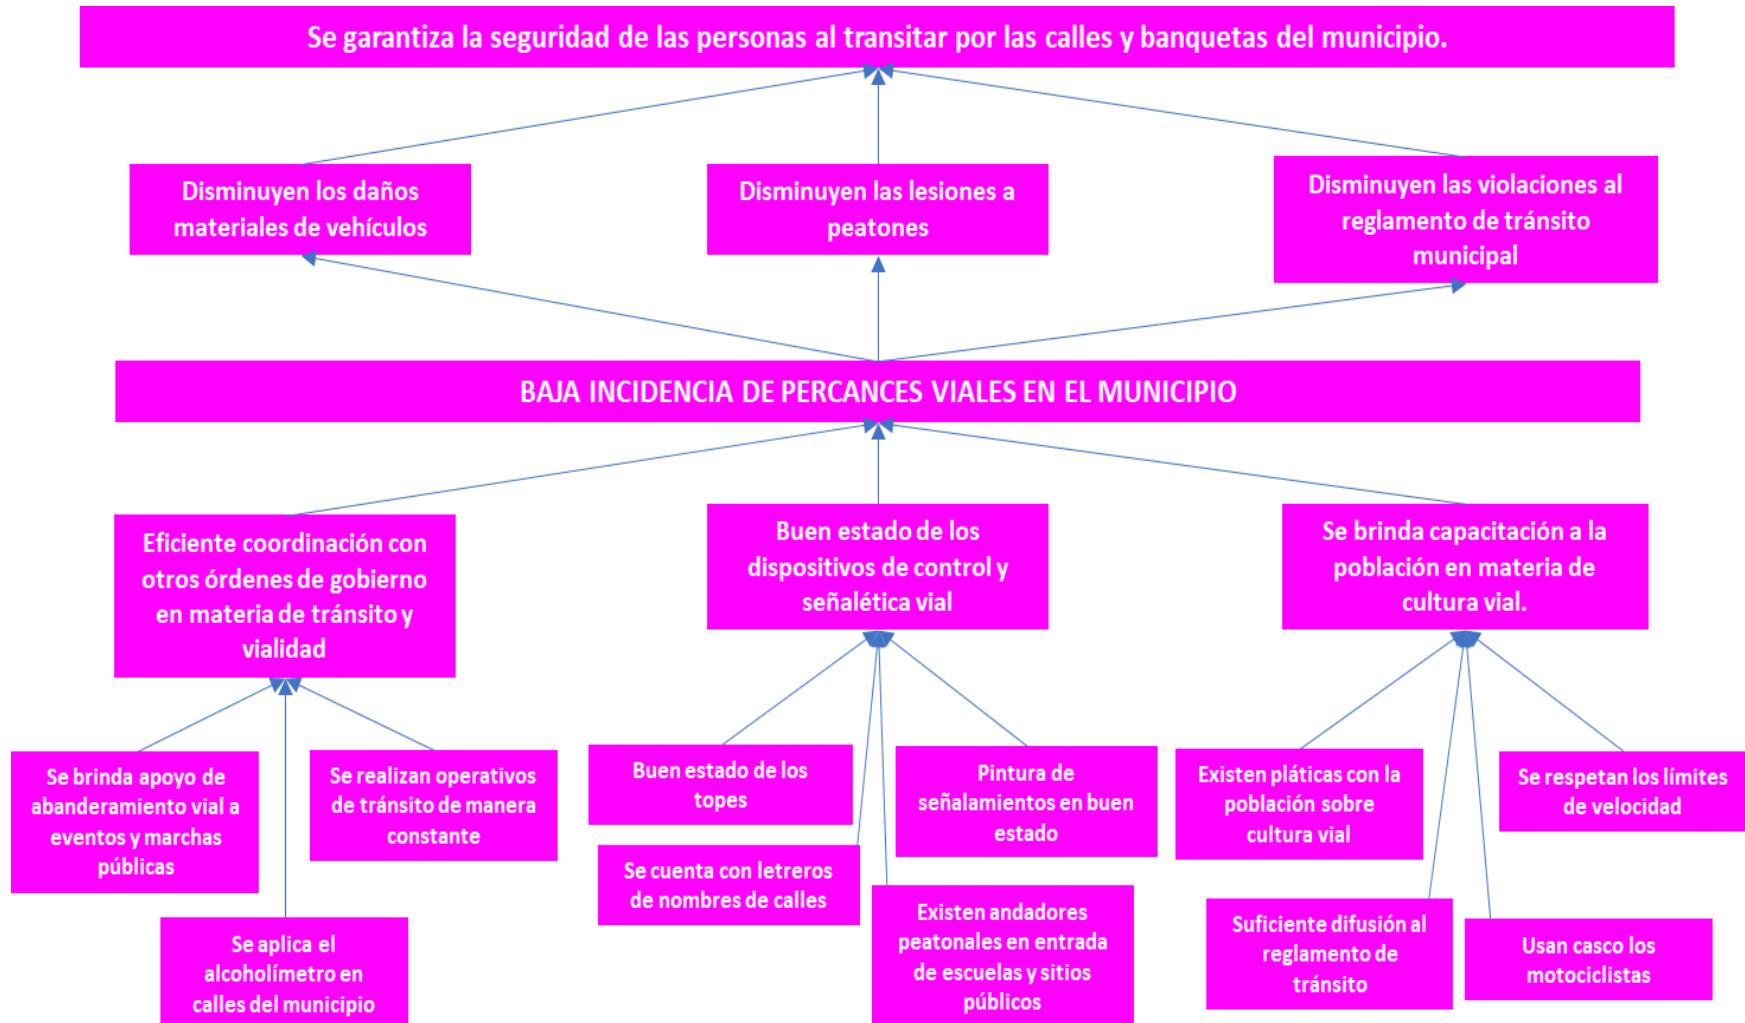 Se garantiza la seguridad de las personas al transitar por las calles y banquetas del municipio.
Disminuyen los daños
materiales de vehículos
Disminuyen las lesiones a
peatones
Disminuyen las violaciones al
reglamento de tránsito
municipal
BAJA INCIDENCIA DE PERCANCES VIALES EN EL MUNICIPIO
Eficiente coordinación con
otros órdenes de gobierno
en materia de tránsito y
vialidad
Buen estado de los
dispositivos de control y
señalética vial
Se brinda capacitación a la
población en materia de
cultura vial.
Se brinda apoyo de
abanderamiento vial a
eventos y marchas
públicas
Se realizan operativos
de tránsito de manera
constante
Se aplica el
alcoholímetro en
calles del municipio
Buen estado de los
topes
Pintura de
señalamientos en buen
estado
Se cuenta con letreros
de nombres de calles
Existen andadores
peatonales en entrada
de escuelas y sitios
públicos
Existen pláticas con la
población sobre
cultura vial
Se respetan los límites
de velocidad
Suficiente difusión al
reglamento de
tránsito
Usan casco los
motociclistas